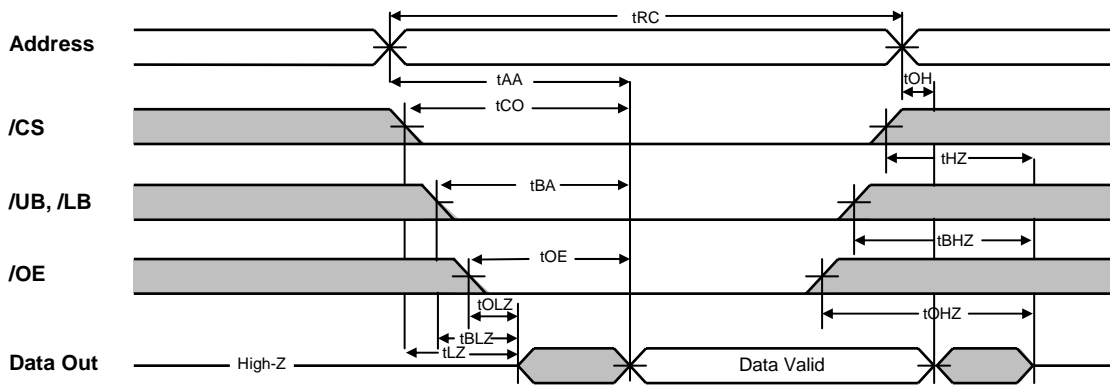 tRC
Address
tAA
tOH
tCO
/CS
tHZ
tBA
/UB, /LB
tBHZ
tOE
/OE
tOLZ
tOHZ
tBLZ
tLZ
Data Out
High-Z
Data Valid